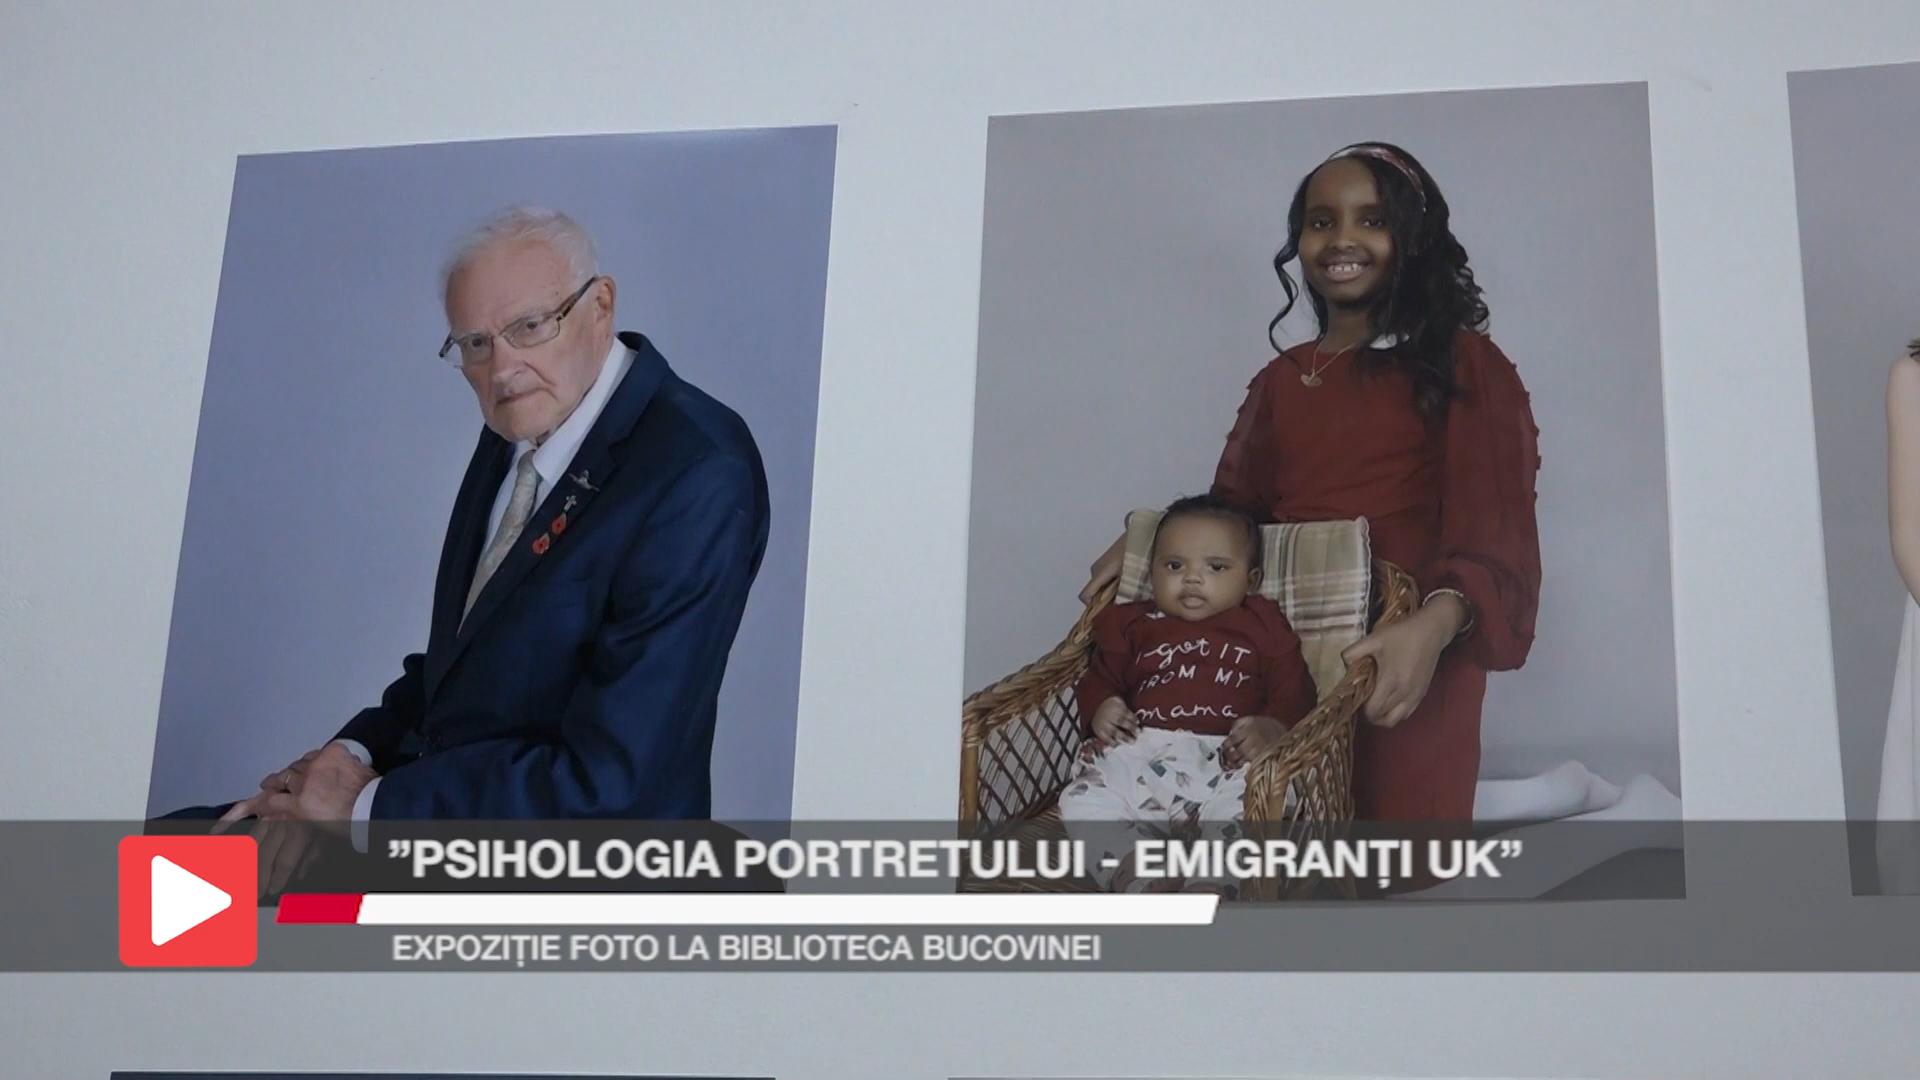 I got IT
FROM MY
mama
”PSIHOLOGIA PORTRETULUI - EMIGRANȚI UK”
EXPOZIȚIE FOTO LA BIBLIOTECA BUCOVINEI